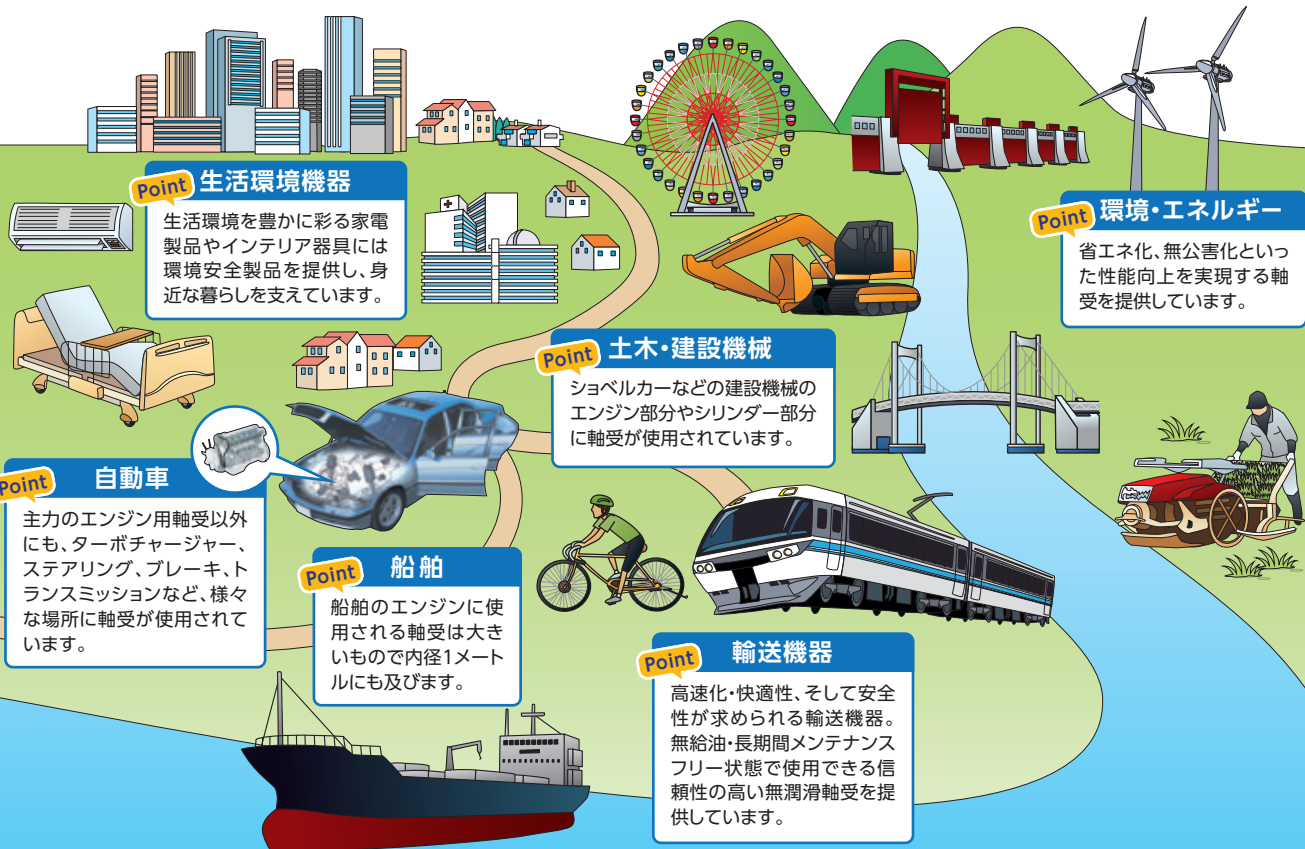 Point 生活環境機器
生活環境を豊かに彩る家電
製品やインテリア器具には
環境安全製品を提供し、身
近な暮らしを支えています。
Point 環境・エネルギー
省エネ化、無公害化といっ
た性能向上を実現する軸
受を提供しています。
Point 土木・建設機械
ショベルカーなどの建設機械の
エンジン部分やシリンダー部分
に軸受が使用されています。
Point 自動車
主力のエンジン用軸受以外
にも、ターボチャージャー、
ステアリング、ブレーキ、ト
ランスミッションなど、様々
な場所に軸受が使用されて
います。
Point 船舶
船舶のエンジンに使
用される軸受は大き
いもので内径1メート
ルにも及びます。
Point 輸送機器
高速化・快適性、そして安全
性が求められる輸送機器。
無給油・長期間メンテナンス
フリー状態で使用できる信
頼性の高い無潤滑軸受を提
供しています。